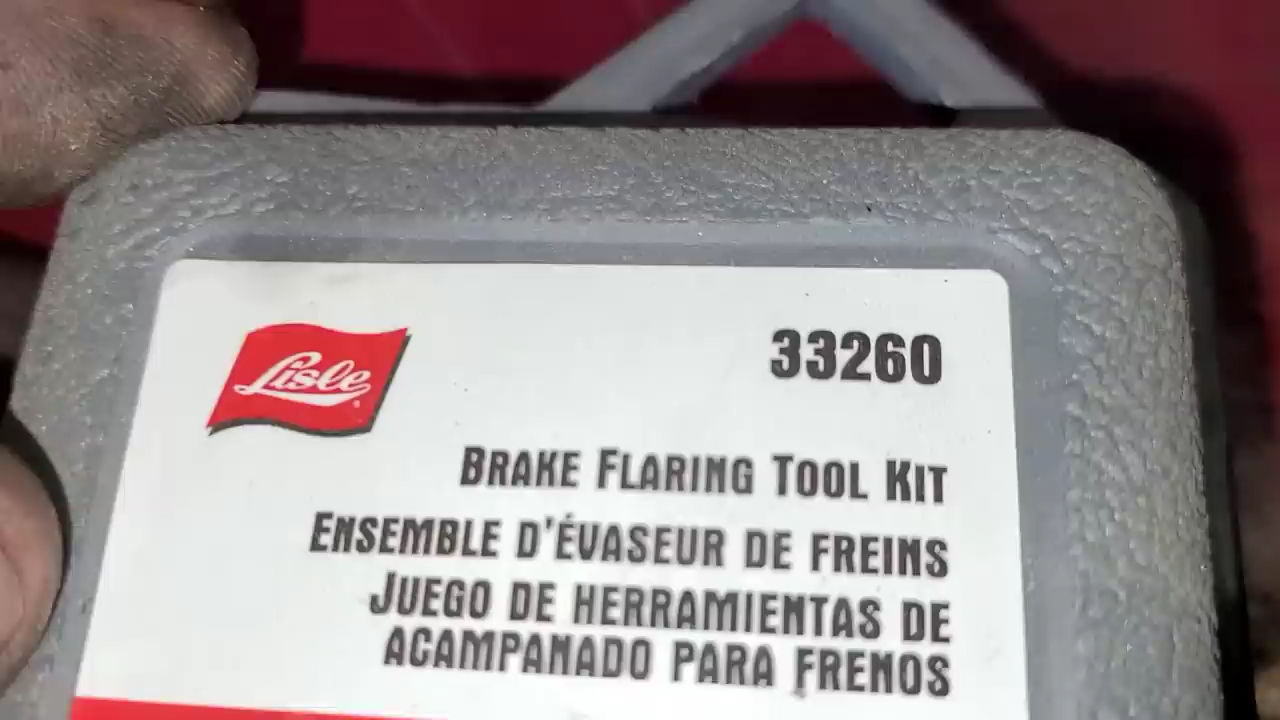 Lisle
33260
BRAKE FLARING TOOL KIT
ENSEMBLE D'ÉVASEUR DE FREINS
JUEGO DE HERRAMIENTAS DE
ACAMPANADO PARA FRENOS